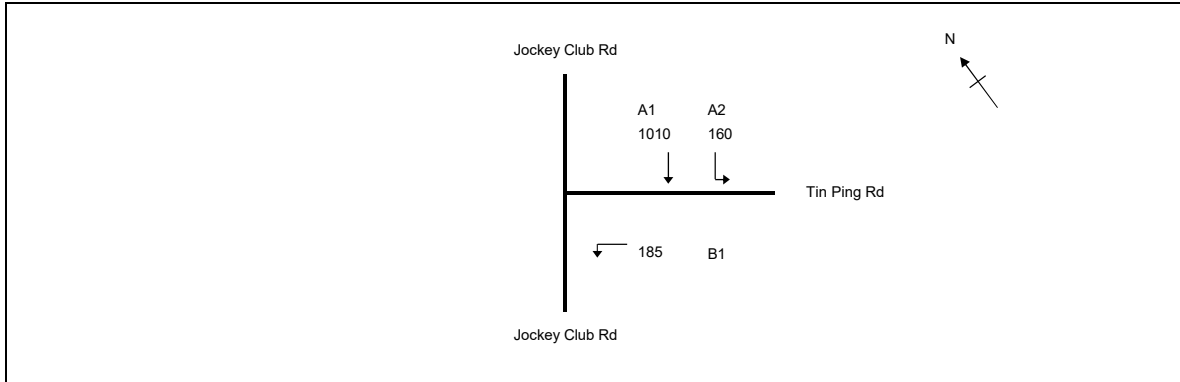 Jockey Club Rd
N
A1 A2
1010 160
Tin Ping Rd
185 B1
Jockey Club Rd